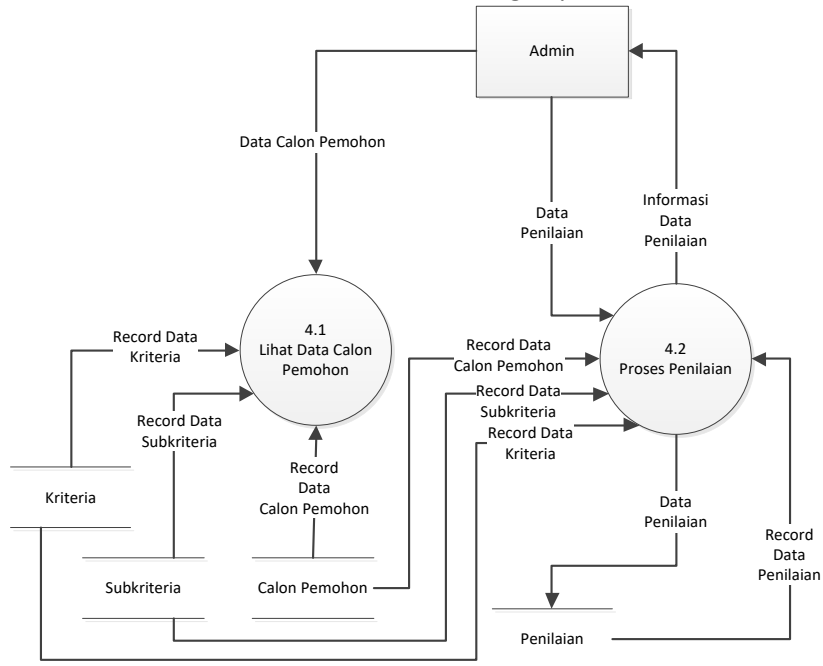 Admin
Data Calon Pemohon
Data
Penilaian
Informasi
Data
Penilaian
4.1
Lihat Data Calon
Pemohon
4.2
Proses Penilaian
Record Data
Kriteria
Record Data
Calon Pemohon
Record Data
Subkriteria
Record Data
Kriteria
Record Data
Subkriteria
Record
Data
Calon Pemohon
Kriteria
Data
Penilaian
Record
Data
Penilaian
Subkriteria
Calon Pemohon
Penilaian